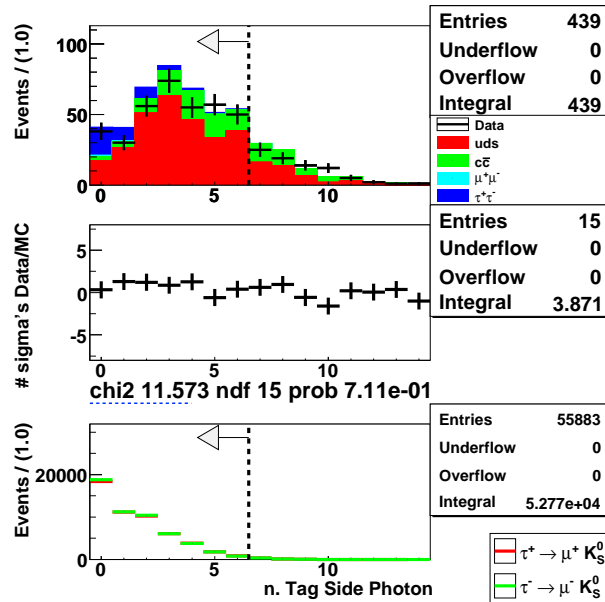 Events / (1.0)
100
50
0
0 5 10
Entries 439
Underflow 0
Overflow 0
Integral 439
Data
uds
cc̅
μ⁺μ⁻
τ⁺τ⁻
# sigma's Data/MC
5
0
-5
0 5 10
Entries 15
Underflow 0
Overflow 0
Integral 3.871
chi2 11.573 ndf 15 prob 7.11e-01
Events / (1.0)
20000
0
0 5 10
n. Tag Side Photon
Entries 55883
Underflow 0
Overflow 0
Integral 5.277e+04
τ⁺ → μ⁺ K⁰_S
τ⁻ → μ⁻ K⁰_S